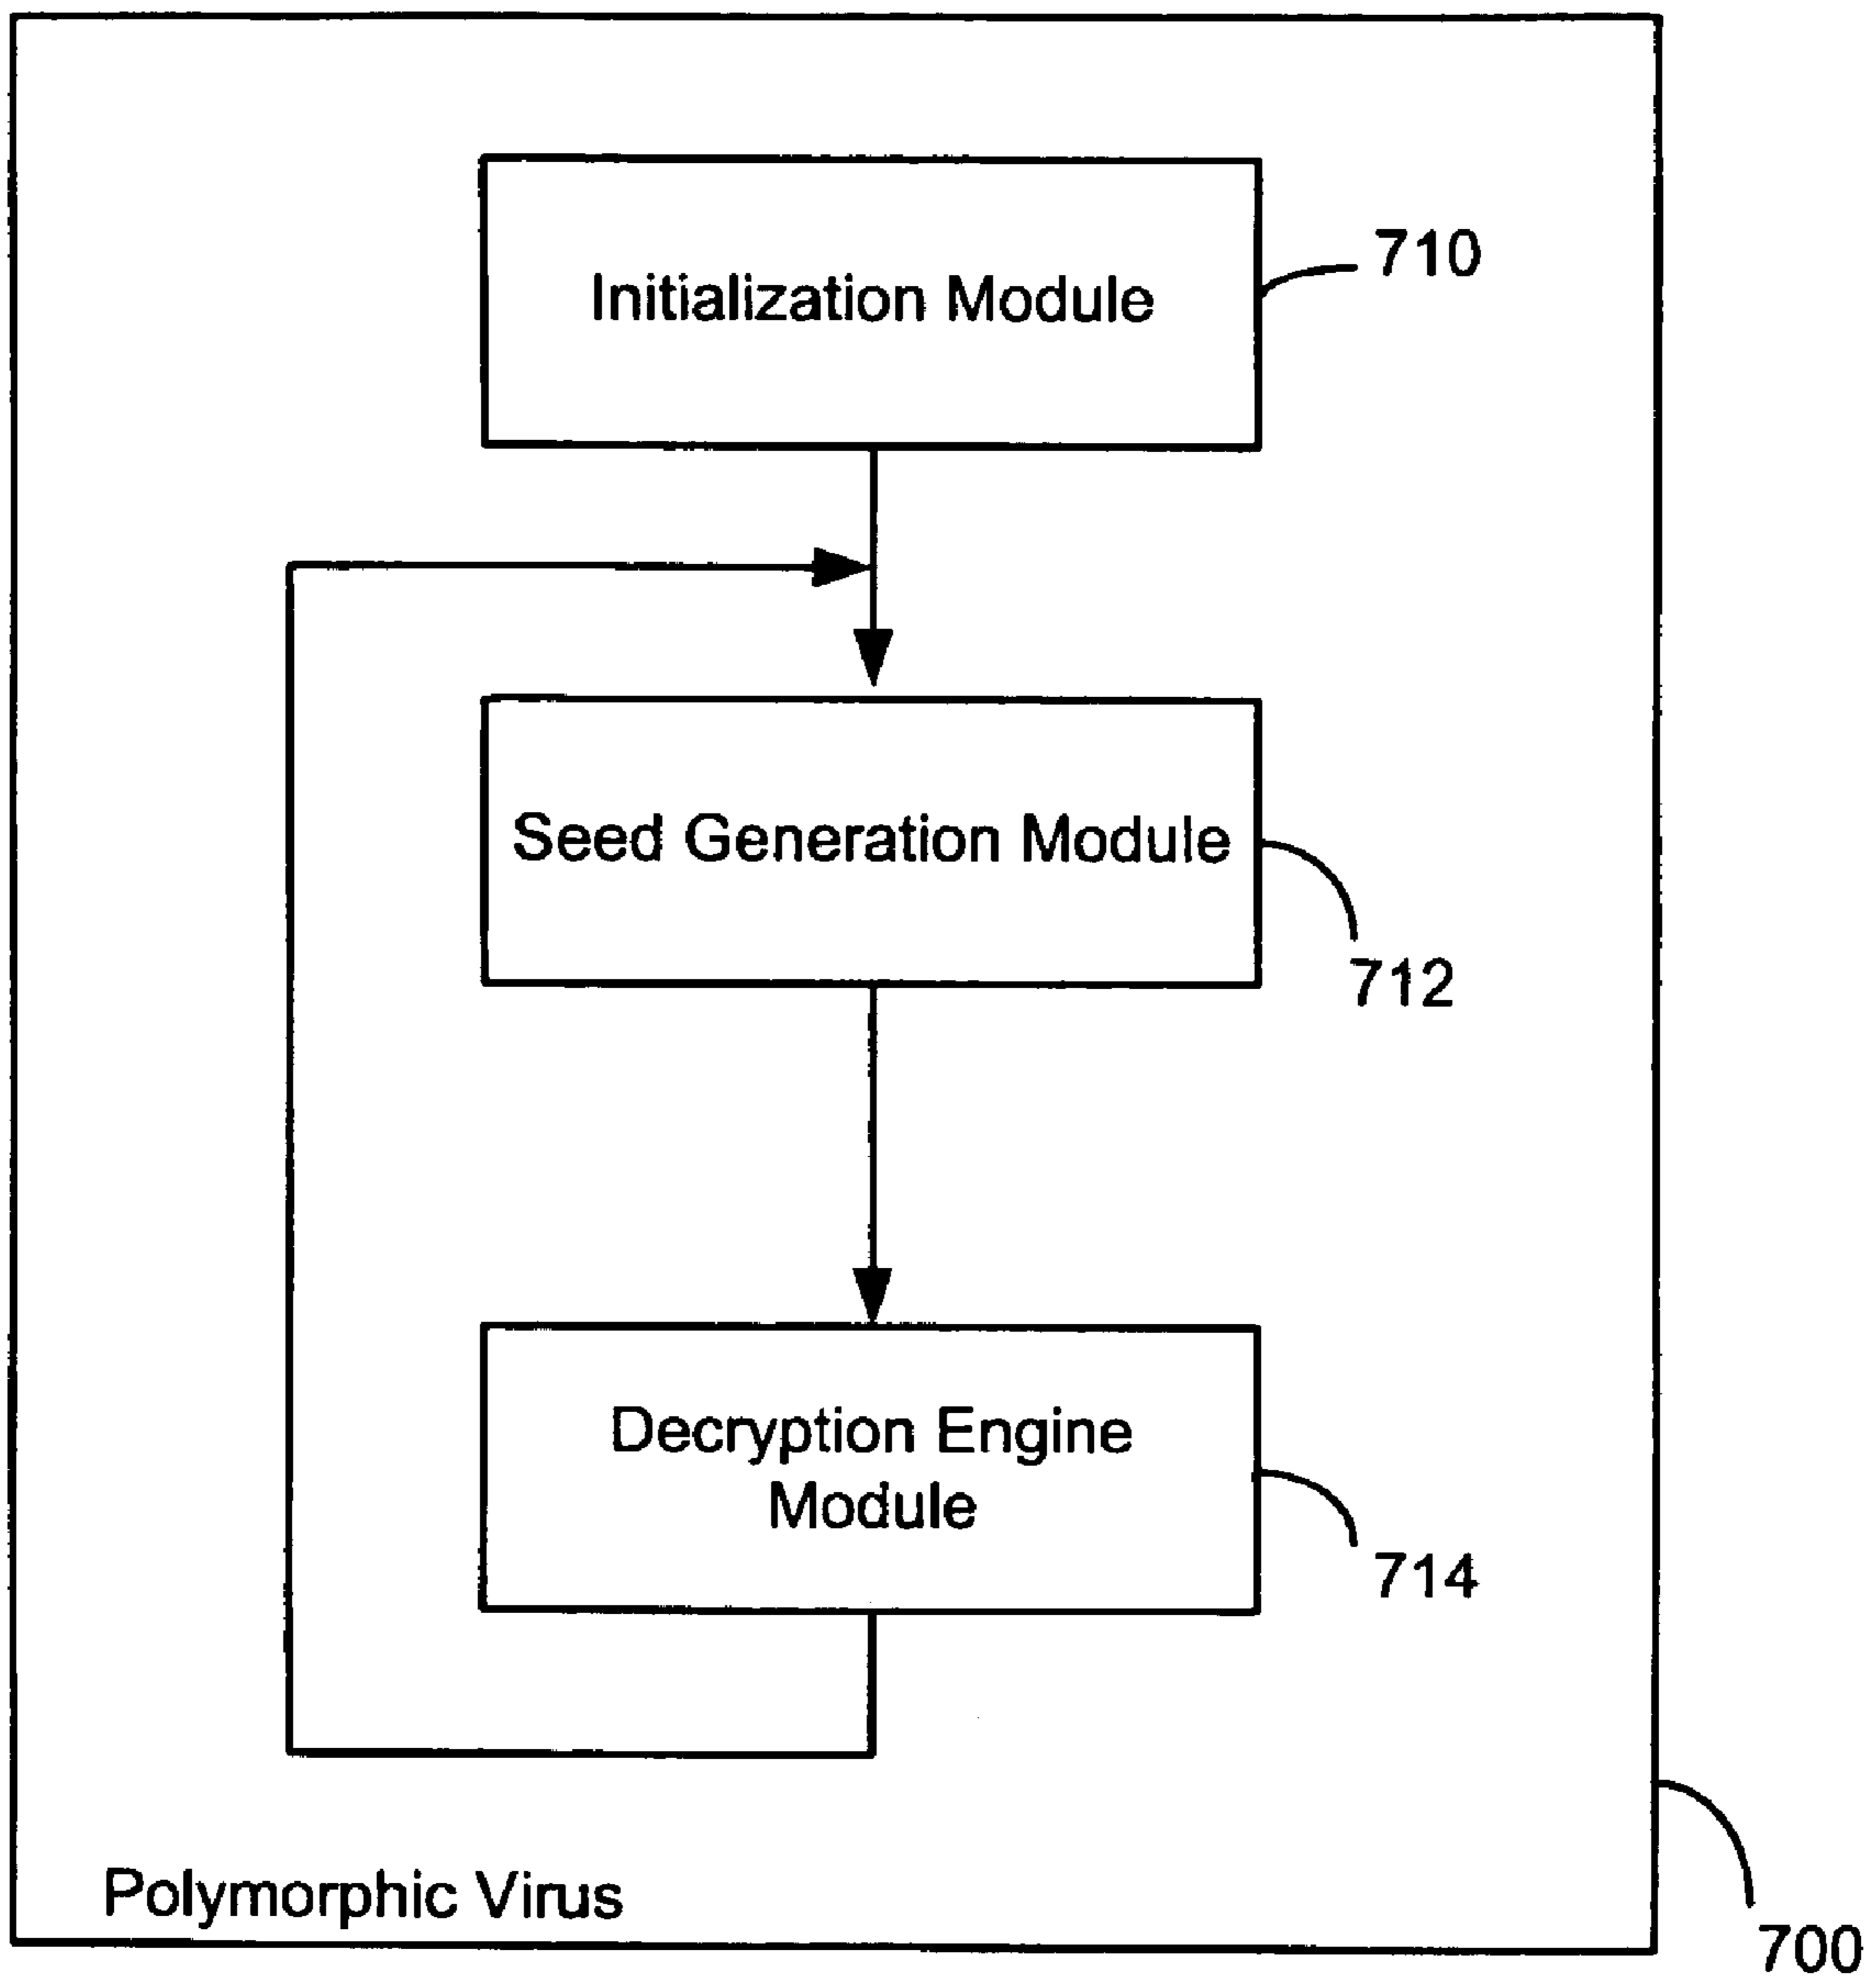 Initialization Module
710
Seed Generation Module
712
Decryption Engine
Module
714
Polymorphic Virus
700